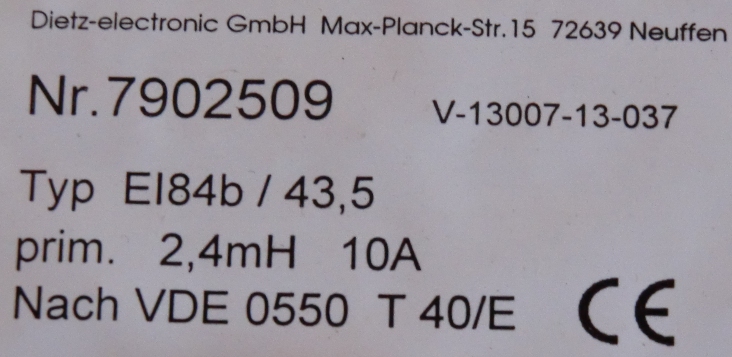 Dietz-electronic GmbH Max-Planck-Str.15 72639 Neuffen
Nr.7902509 V-13007-13-037
Typ EI84b / 43,5
prim. 2,4mH 10A
Nach VDE 0550 T 40/E CE